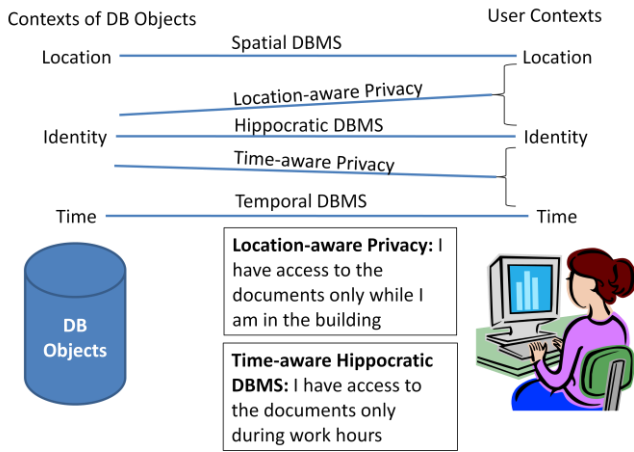 Contexts of DB Objects
User Contexts
Location
Spatial DBMS
Location
Location-aware Privacy
Identity
Hippocratic DBMS
Identity
Time-aware Privacy
Time
Temporal DBMS
Time
DB
Objects
Location-aware Privacy: I
have access to the
documents only while I
am in the building
Time-aware Hippocratic
DBMS: I have access to
the documents only
during work hours